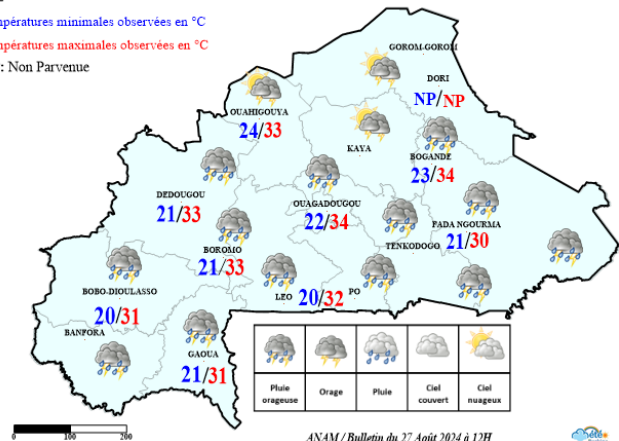 mpératures minimales observées en °C
mpératures maximales observées en °C
: Non Parvenue
GOROM-GOROM
DORI
NP/NP
OUAHIGOUYA
24/33
KAYA
BOGANDE
23/34
DEDOUGOU
21/33
OUAGADOUGOU
22/34
FADA NGOURMA
21/30
TENKODOGO
BOROMO
21/33
BOBO-DIOULASSO
20/31
LEO
20/32
PO
BANFORA
GAOUA
21/31
Pluie orageuse
Orage
Pluie
Ciel couvert
Ciel nuageux
0 100 200
ANAM / Bulletin du 27 Août 2024 à 12H